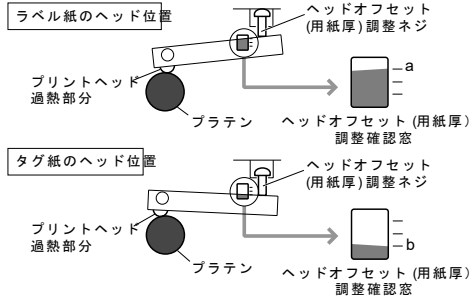 ラベル紙のヘッド位置
ヘッドオフセット
(用紙厚)調整ネジ
a
プリントヘッド
過熱部分
プラテン
ヘッドオフセット(用紙厚)
調整確認窓
タグ紙のヘッド位置
ヘッドオフセット
(用紙厚)調整ネジ
プリントヘッド
過熱部分
b
プラテン
ヘッドオフセット(用紙厚)
調整確認窓